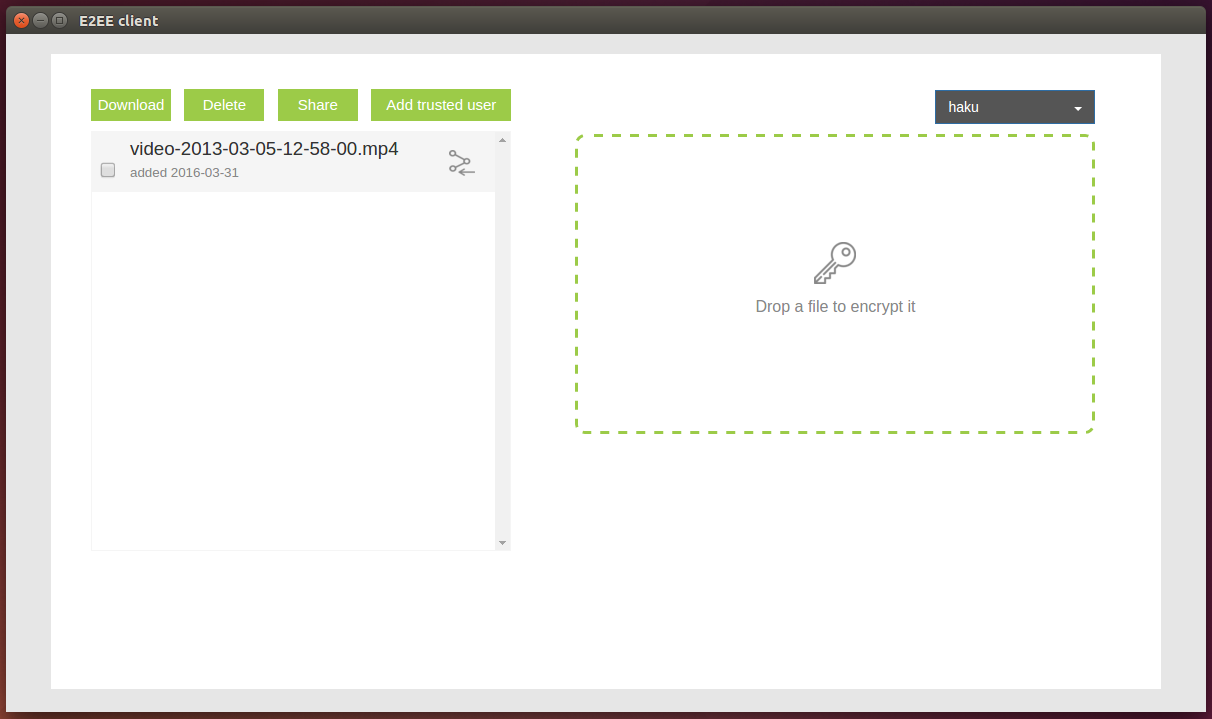 E2EE client
Download Delete Share Add trusted user
haku
video-2013-03-05-12-58-00.mp4
added 2016-03-31
Drop a file to encrypt it